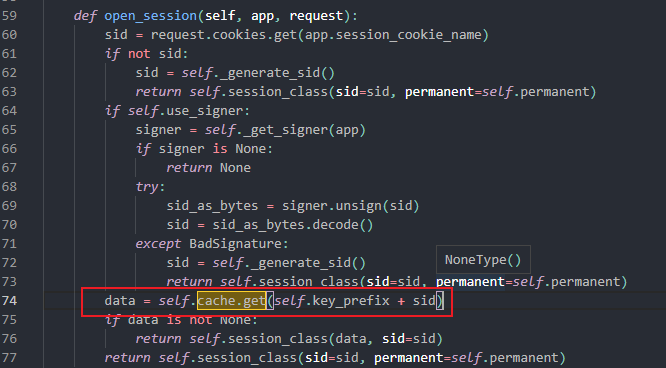 59 def open_session(self, app, request):
60 sid = request.cookies.get(app.session_cookie_name)
61 if not sid:
62 sid = self._generate_sid()
63 return self.session_class(sid=sid, permanent=self.permanent)
64 if self.use_signer:
65 signer = self._get_signer(app)
66 if signer is None:
67 return None
68 try:
69 sid_as_bytes = signer.unsign(sid)
70 sid = sid_as_bytes.decode()
71 except BadSignature:
NoneType()
72 sid = self._generate_sid()
73 return self.session_class(sid=sid, permanent=self.permanent)
74 data = self.cache.get(self.key_prefix + sid)
75 if data is not None:
76 return self.session_class(data, sid=sid)
77 return self.session_class(sid=sid, permanent=self.permanent)